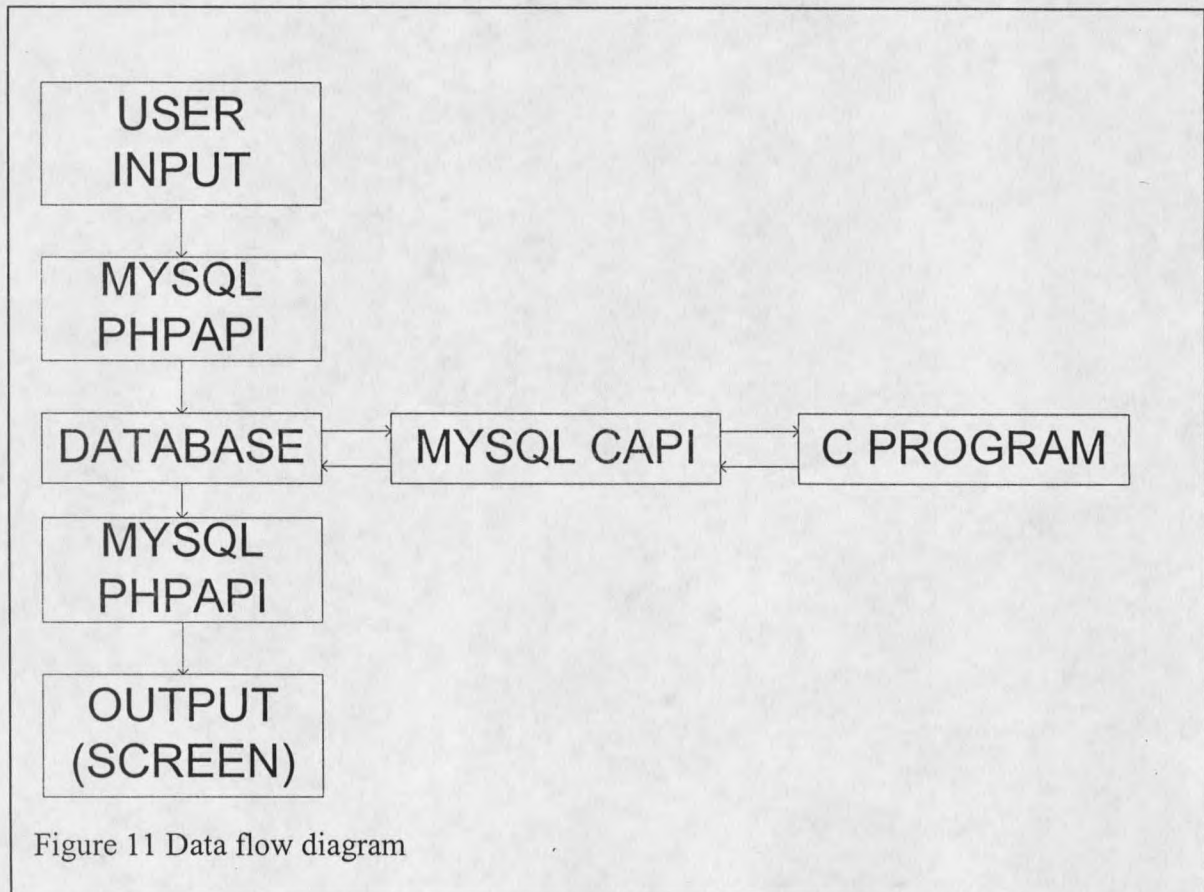 USER
INPUT
MYSQL
PHPAPI
DATABASE
MYSQL CAPI
C PROGRAM
MYSQL
PHPAPI
OUTPUT
(SCREEN)
Figure 11 Data flow diagram